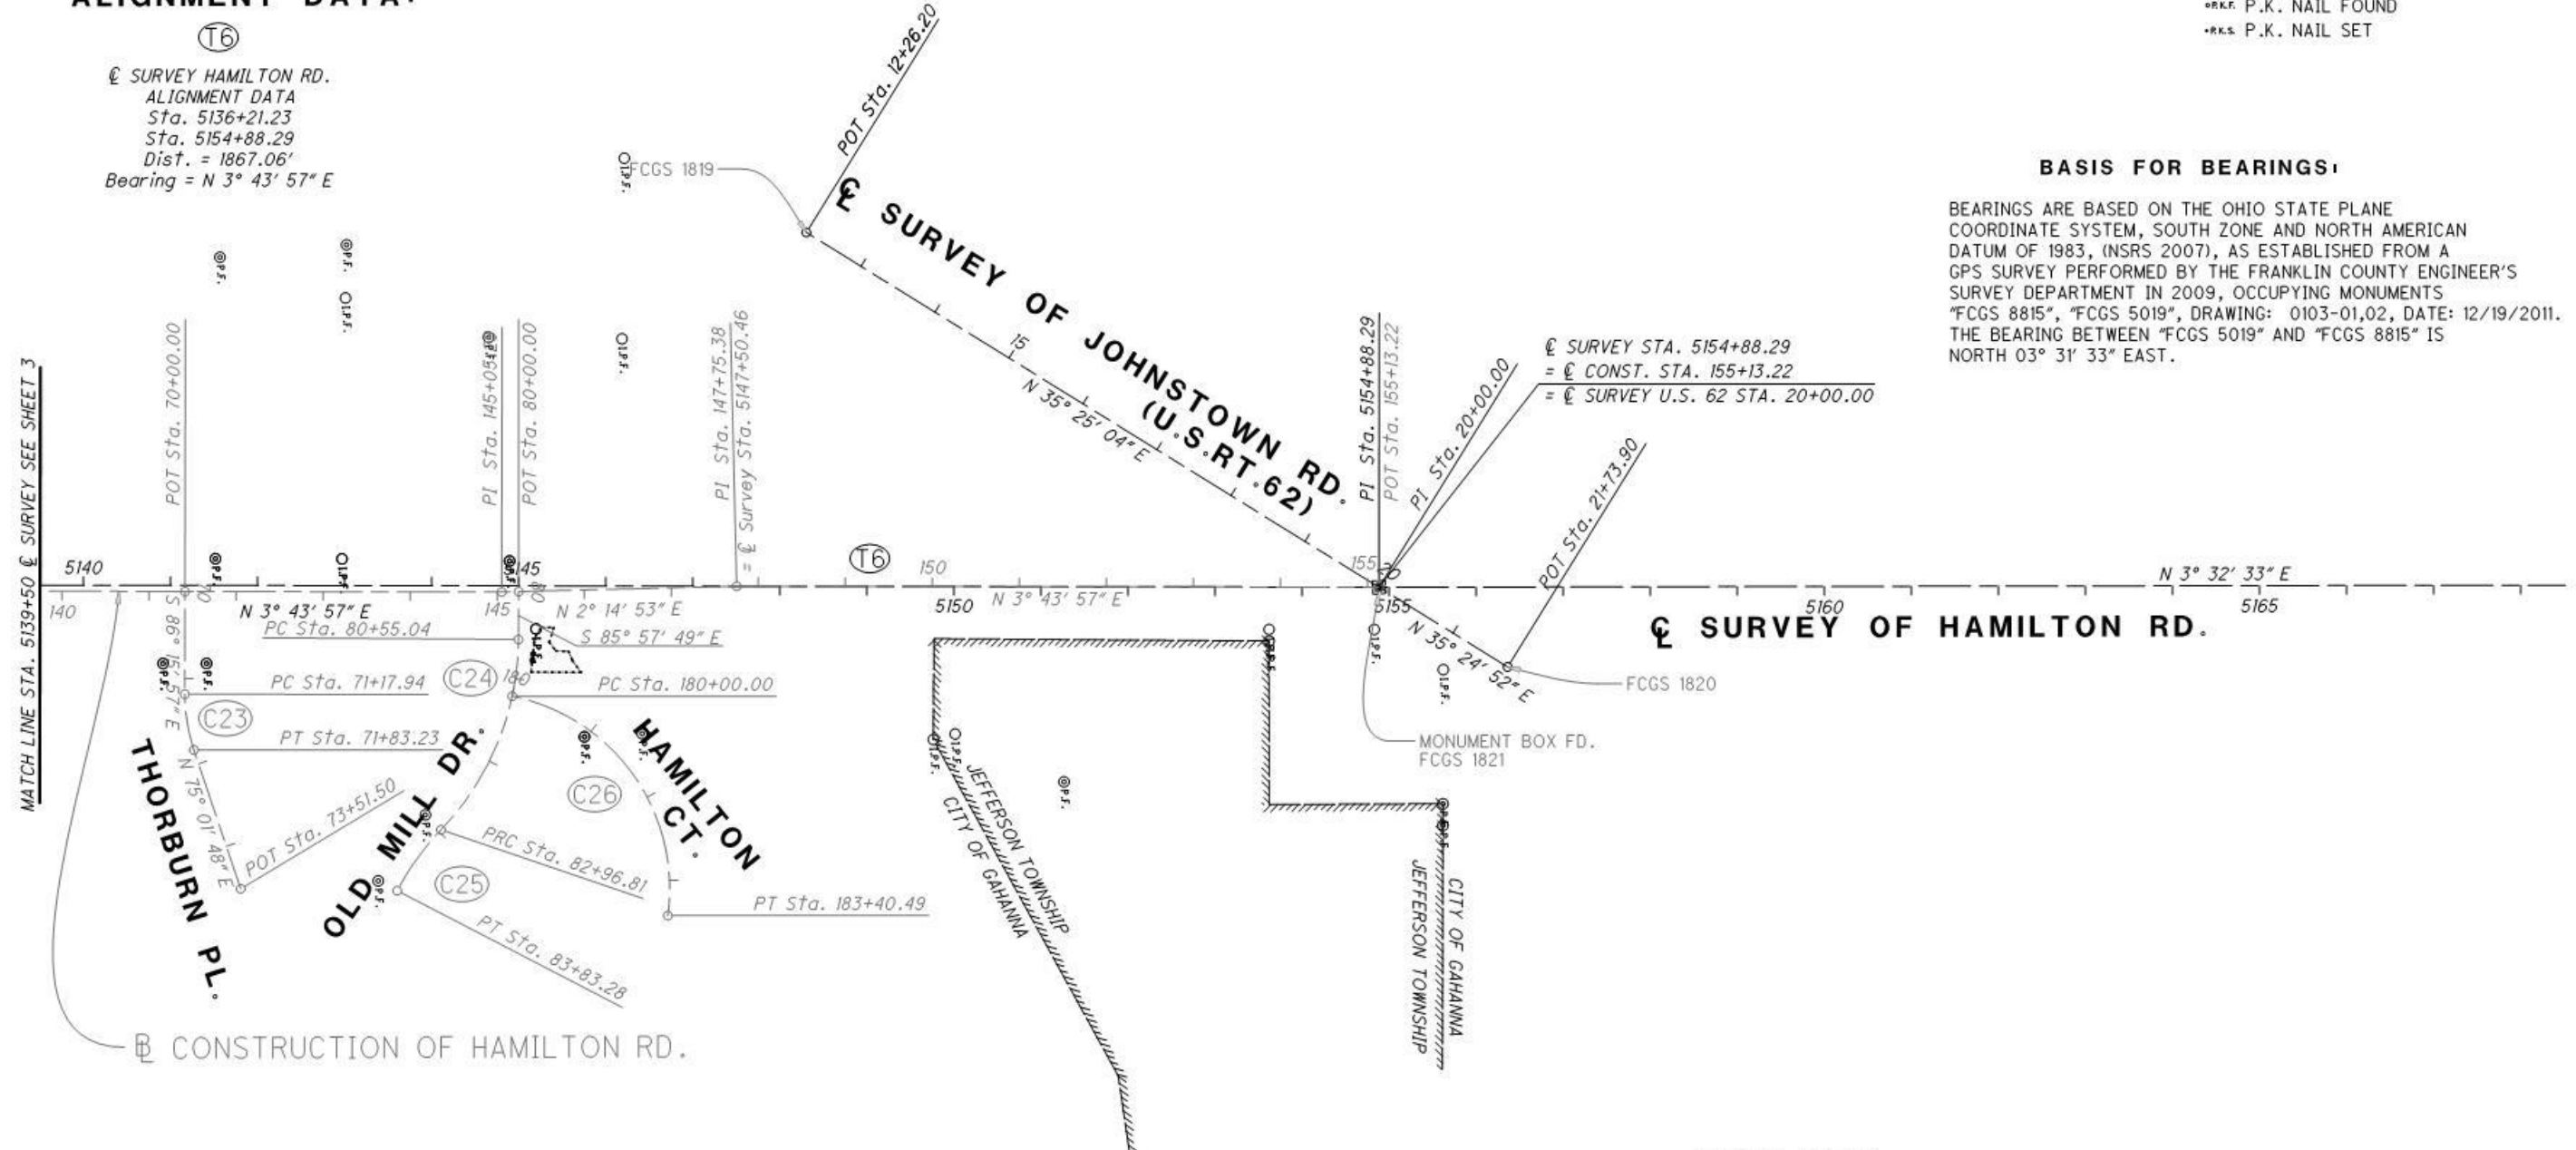 ALIGNMENT DATA:
T6
℄ SURVEY HAMILTON RD.
ALIGNMENT DATA
Sta. 5136+21.23
Sta. 5154+88.29
Dist. = 1867.06'
Bearing = N 3° 43' 57" E
P.K.F. P.K. NAIL FOUND
P.K.S. P.K. NAIL SET
BASIS FOR BEARINGS:
BEARINGS ARE BASED ON THE OHIO STATE PLANE
COORDINATE SYSTEM, SOUTH ZONE AND NORTH AMERICAN
DATUM OF 1983, (NSRS 2007), AS ESTABLISHED FROM A
GPS SURVEY PERFORMED BY THE FRANKLIN COUNTY ENGINEER'S
SURVEY DEPARTMENT IN 2009, OCCUPYING MONUMENTS
"FCGS 8815", "FCGS 5019", DRAWING: 0103-01,02, DATE: 12/19/2011.
THE BEARING BETWEEN "FCGS 5019" AND "FCGS 8815" IS
NORTH 03° 31' 33" EAST.
POT Sta. 12+26.20
FCGS 1819
I.P.F.
℄ SURVEY OF JOHNSTOWN RD.
(U.S.RT.62)
15
N 35° 25' 04" E
I.P.F.
I.P.F.
I.P.F.
I.P.F.
MATCH LINE STA. 5139+50 ℄ SURVEY SEE SHEET 3
POT Sta. 70+00.00
PI Sta. 145+05.
POT Sta. 80+00.00
PI Sta. 147+75.38
= ℄ Survey Sta. 5147+50.46
PI Sta. 5154+88.29
POT Sta. 155+13.22
PI Sta. 20+00.00
℄ SURVEY STA. 5154+88.29
= ℄ CONST. STA. 155+13.22
= ℄ SURVEY U.S. 62 STA. 20+00.00
POT Sta. 21+73.90
5140
I.P.F.
I.P.F.
I.P.F.
5145
T6
150
155
20
N 3° 32' 33" E
140
70
N 3° 43' 57" E
145
80
N 2° 14' 53" E
5150
N 3° 43' 57" E
5155
5160
5165
℄ SURVEY OF HAMILTON RD.
PC Sta. 80+55.04
S 85° 57' 49" E
S 86° 15' 57" E
I.P.F.
I.P.F.
I.P.F.
I.P.F.
I.P.F.
I.P.F.
N 35° 24' 52" E
FCGS 1820
PC Sta. 71+17.94
C24
180
PC Sta. 180+00.00
C23
PT Sta. 71+83.23
N 75° 01' 48" E
POT Sta. 73+51.50
THORBURN PL.
OLD MILL DR.
HAMILTON
CT.
C26
PRC Sta. 82+96.81
C25
PT Sta. 83+83.28
PT Sta. 183+40.49
I.P.F.
I.P.F.
I.P.F.
I.P.F.
MONUMENT BOX FD.
FCGS 1821
JEFFERSON TOWNSHIP
CITY OF GAHANNA
CITY OF GAHANNA
JEFFERSON TOWNSHIP
BL CONSTRUCTION OF HAMILTON RD.